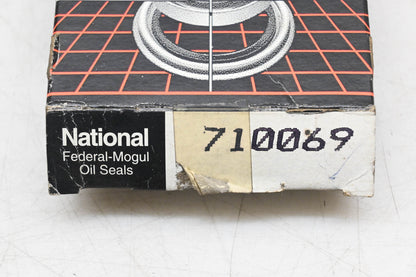 National
Federal-Mogul
Oil Seals
710069